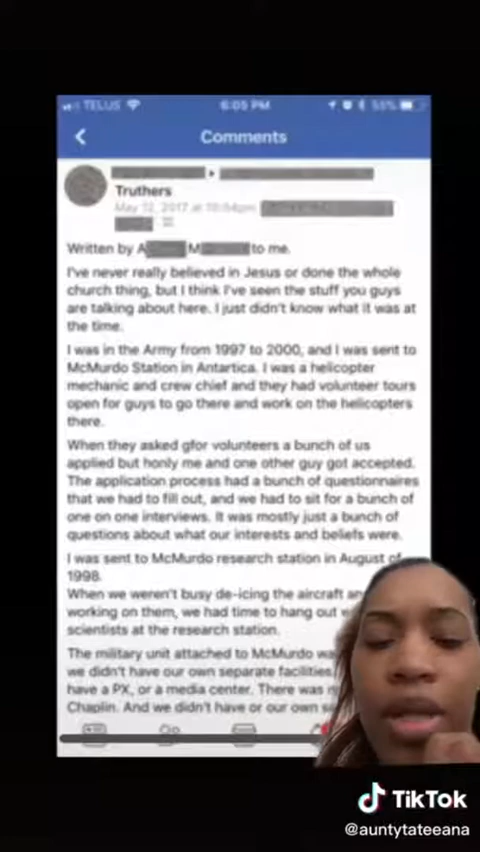 TELUS 6:05 PM 55%
Comments
Truthers
May 12, 2017 at
Written by A M to me.
I've never really believed in Jesus or done the whole
church thing, but I think I've seen the stuff you guys
are talking about here. I just didn't know what it was at
the time.
I was in the Army from 1997 to 2000, and I was sent to
McMurdo Station in Antartica. I was a helicopter
mechanic and crew chief and they had volunteer tours
open for guys to go there and work on the helicopters
there.
When they asked gfor volunteers a bunch of us
applied but honly me and one other guy got accepted.
The application process had a bunch of questionnaires
that we had to fill out, and we had to sit for a bunch of
one on one interviews. It was mostly just a bunch of
questions about what our interests and beliefs were.
I was sent to McMurdo research station in August of
1998.
When we weren't busy de-icing the aircraft an
working on them, we had time to hang out w
scientists at the research station.
The military unit attached to McMurdo wa
we didn't have our own separate facilities.
have a PX, or a media center. There was n
Chaplin. And we didn't have or our own s
TikTok
@auntytateeana